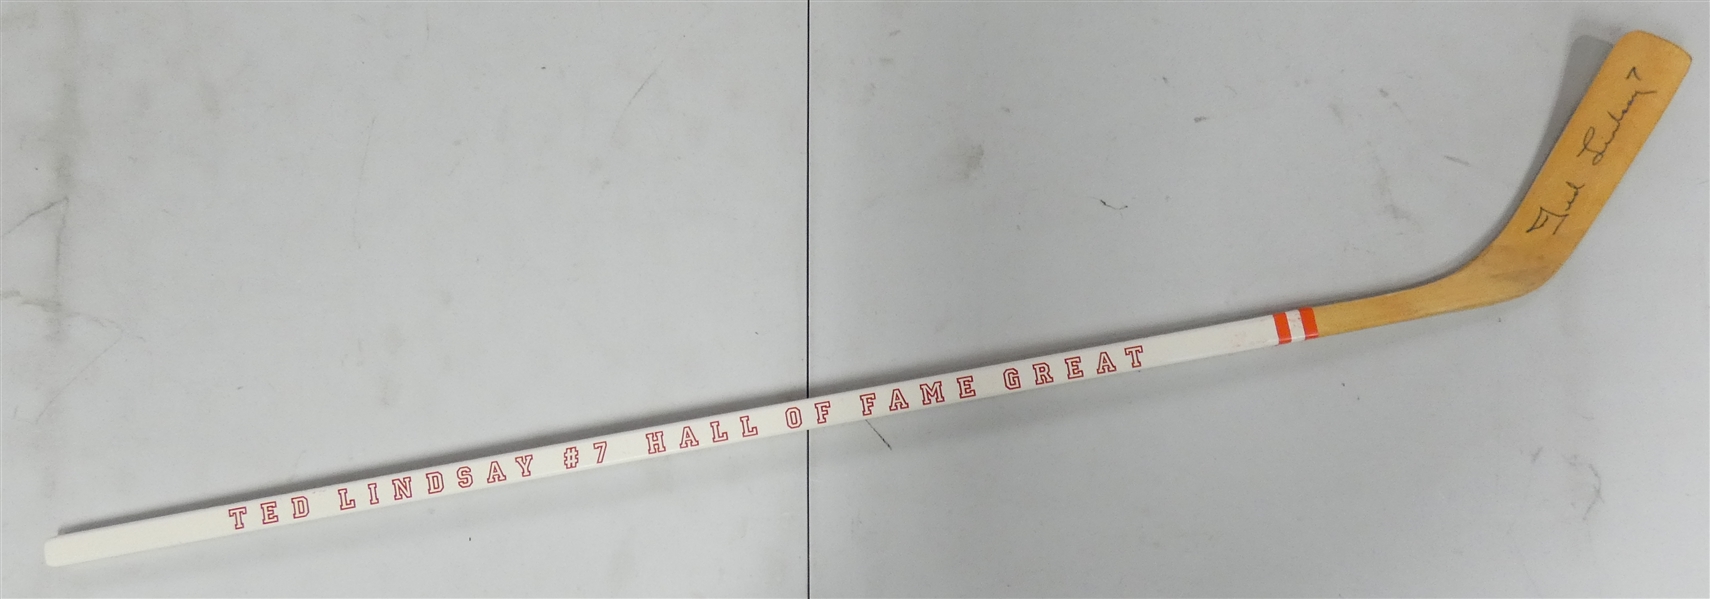 TED LINDSAY #7 HALL OF FAME GREAT
Ted Lindsay 7